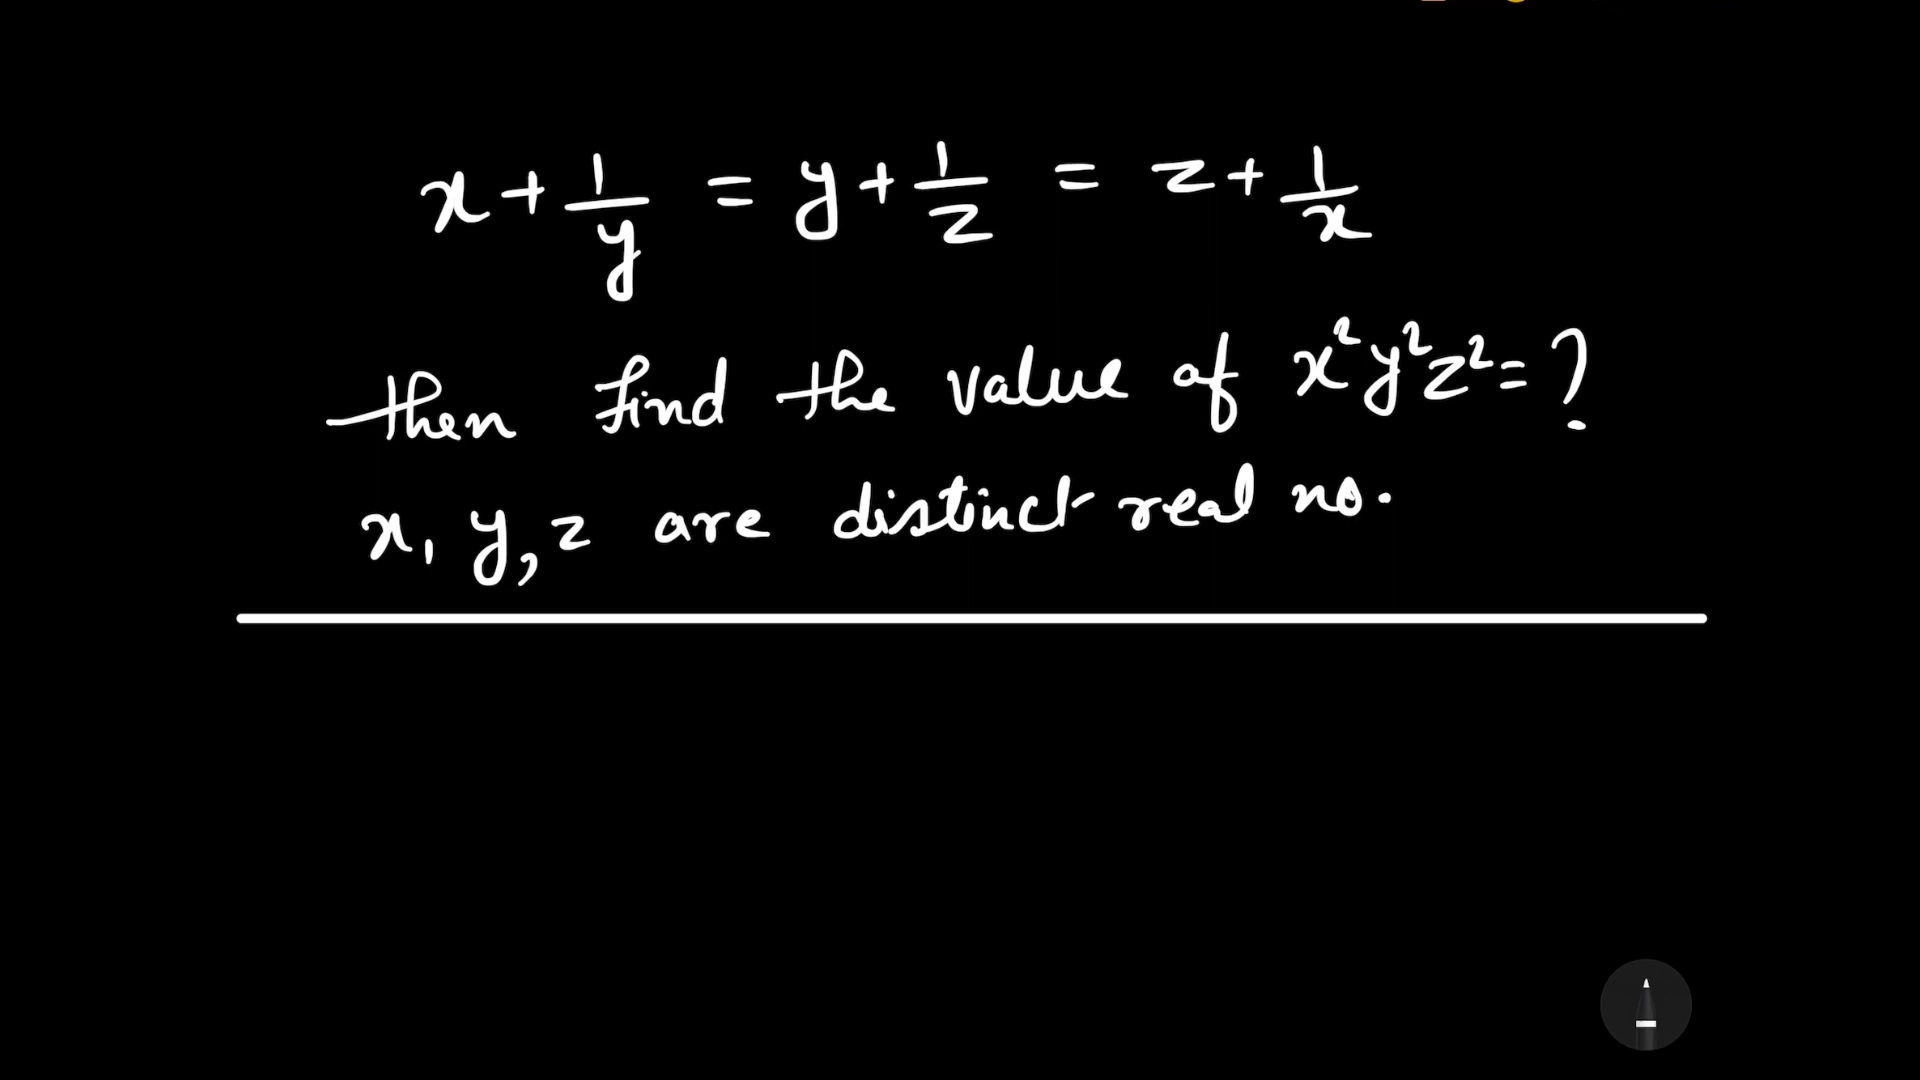 x + 1/y = y + 1/z = z + 1/x
then find the value of x²y²z² = ?
x, y, z are distinct real no.